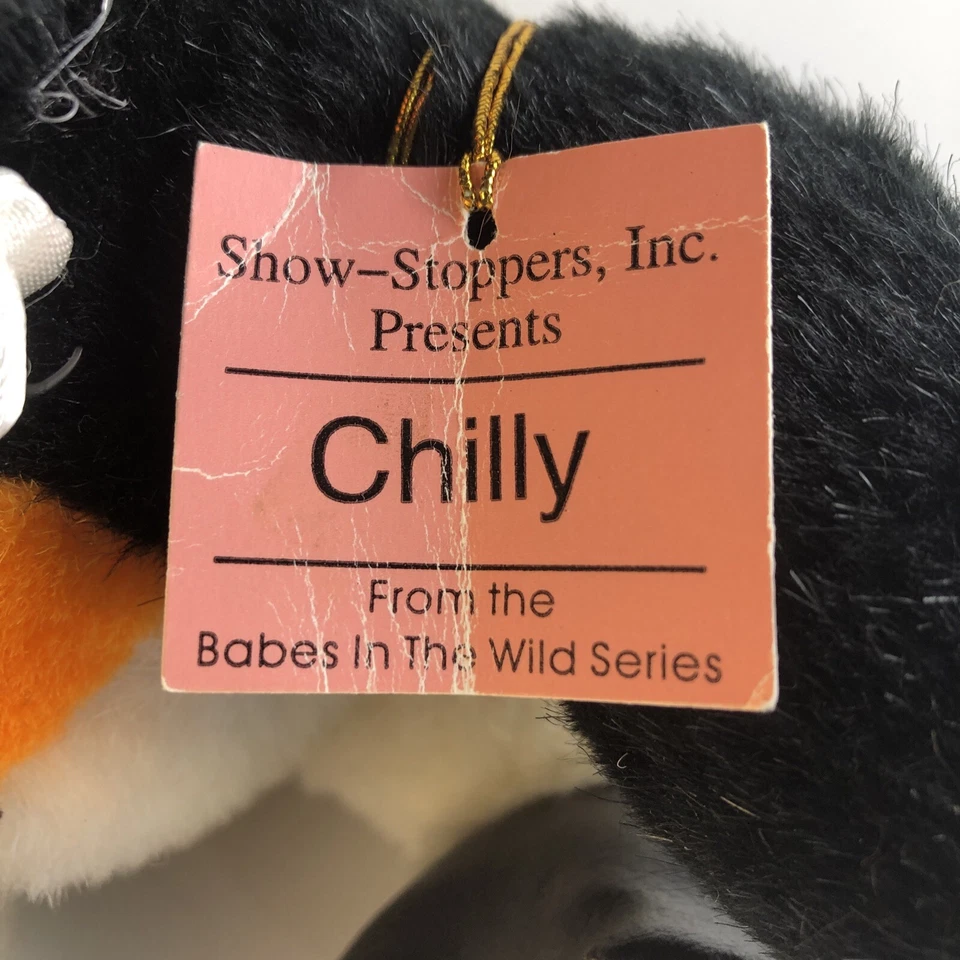 Show-Stoppers, Inc.
Presents
Chilly
From the
Babes In The Wild Series